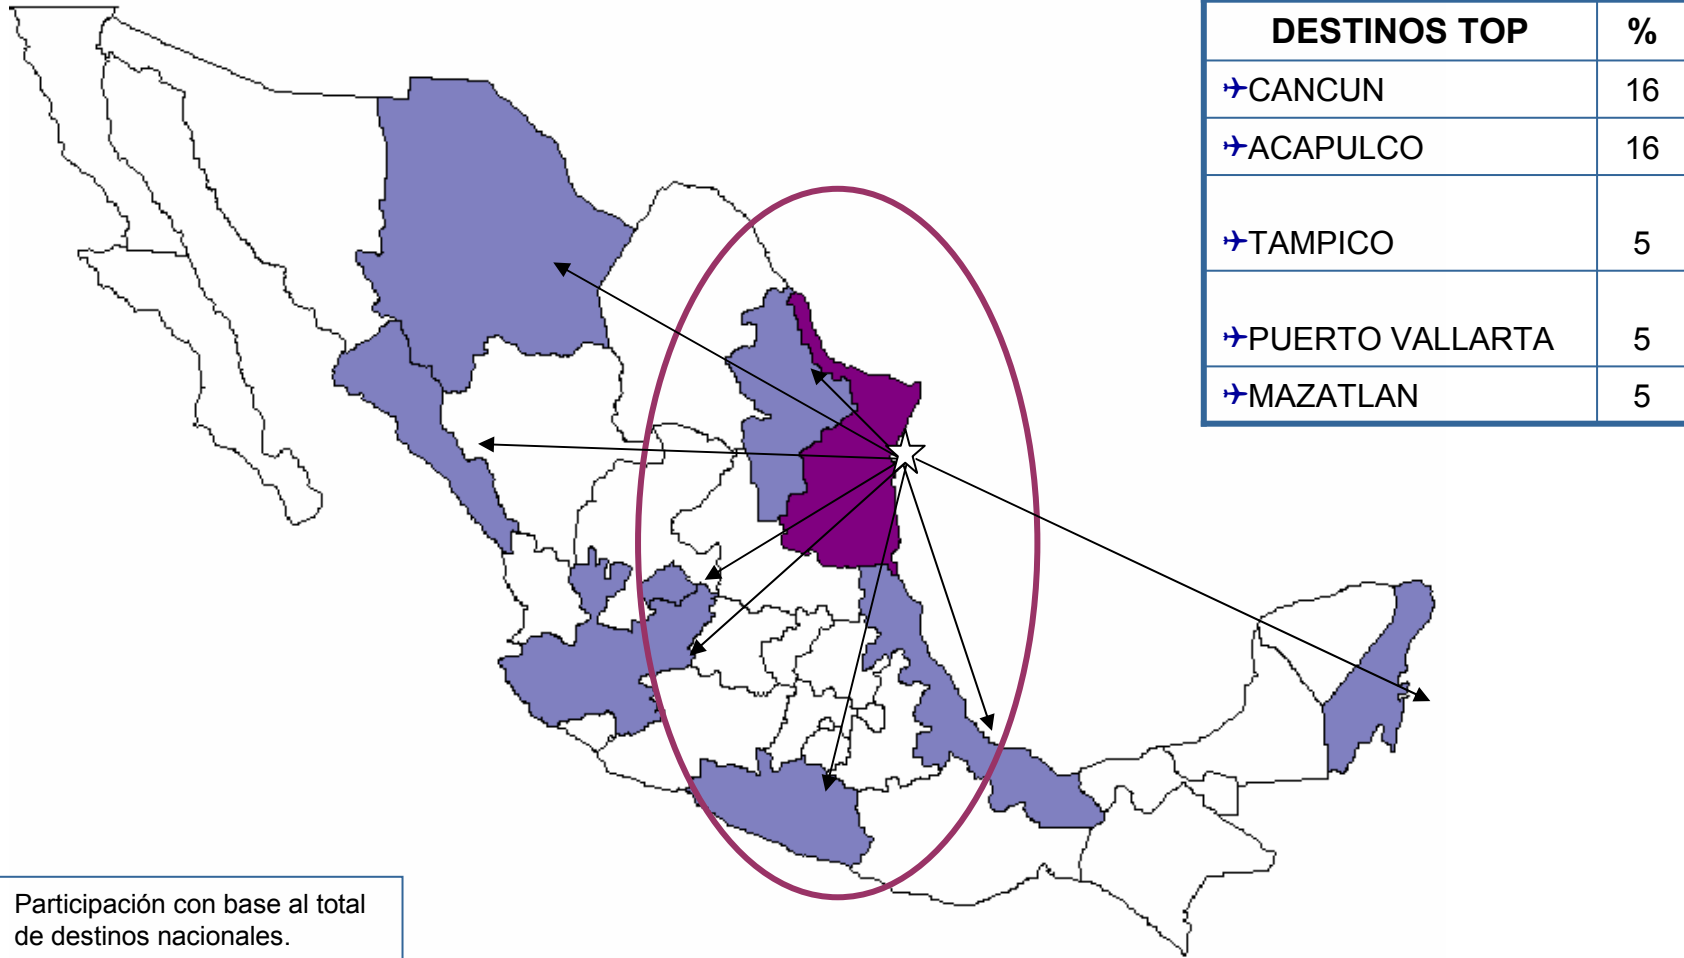 DESTINOS TOP %
✈CANCUN 16
✈ACAPULCO 16
✈TAMPICO 5
✈PUERTO VALLARTA 5
✈MAZATLAN 5
Participación con base al total
de destinos nacionales.